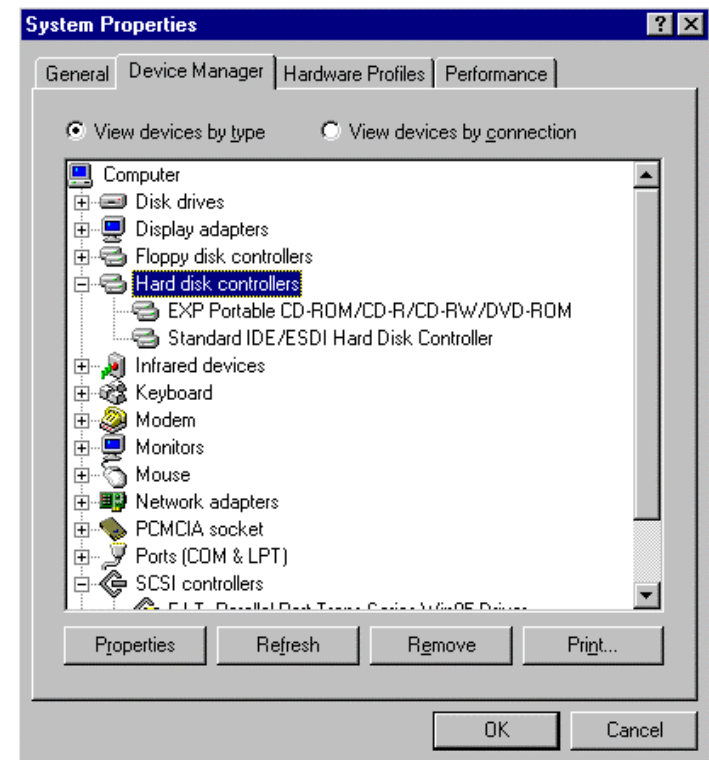 System Properties
General Device Manager Hardware Profiles Performance
View devices by type View devices by connection
Computer
Disk drives
Display adapters
Floppy disk controllers
Hard disk controllers
EXP Portable CD-ROM/CD-R/CD-RW/DVD-ROM
Standard IDE/ESDI Hard Disk Controller
Infrared devices
Keyboard
Modem
Monitors
Mouse
Network adapters
PCMCIA socket
Ports (COM & LPT)
SCSI controllers
Properties Refresh Remove Print...
OK Cancel